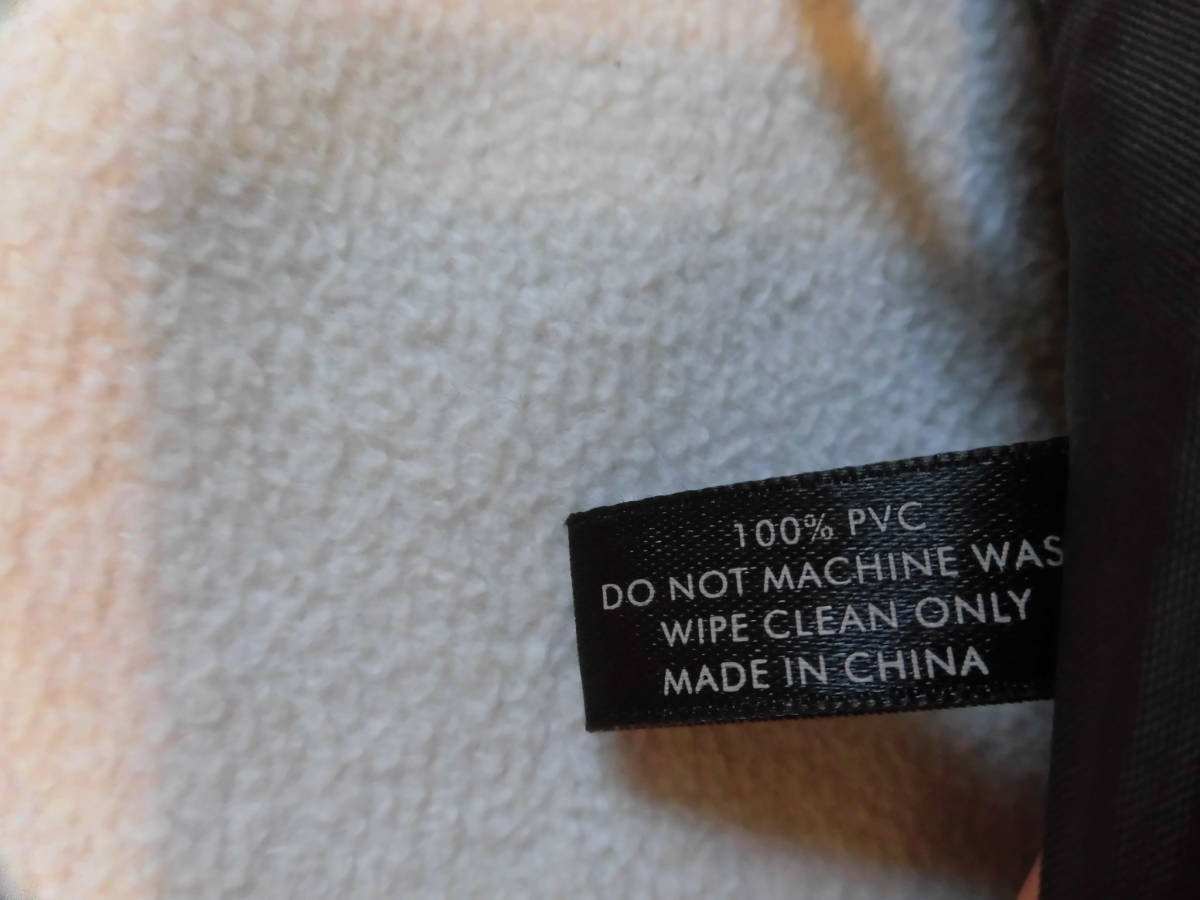 100% PVC
DO NOT MACHINE WAS
WIPE CLEAN ONLY
MADE IN CHINA